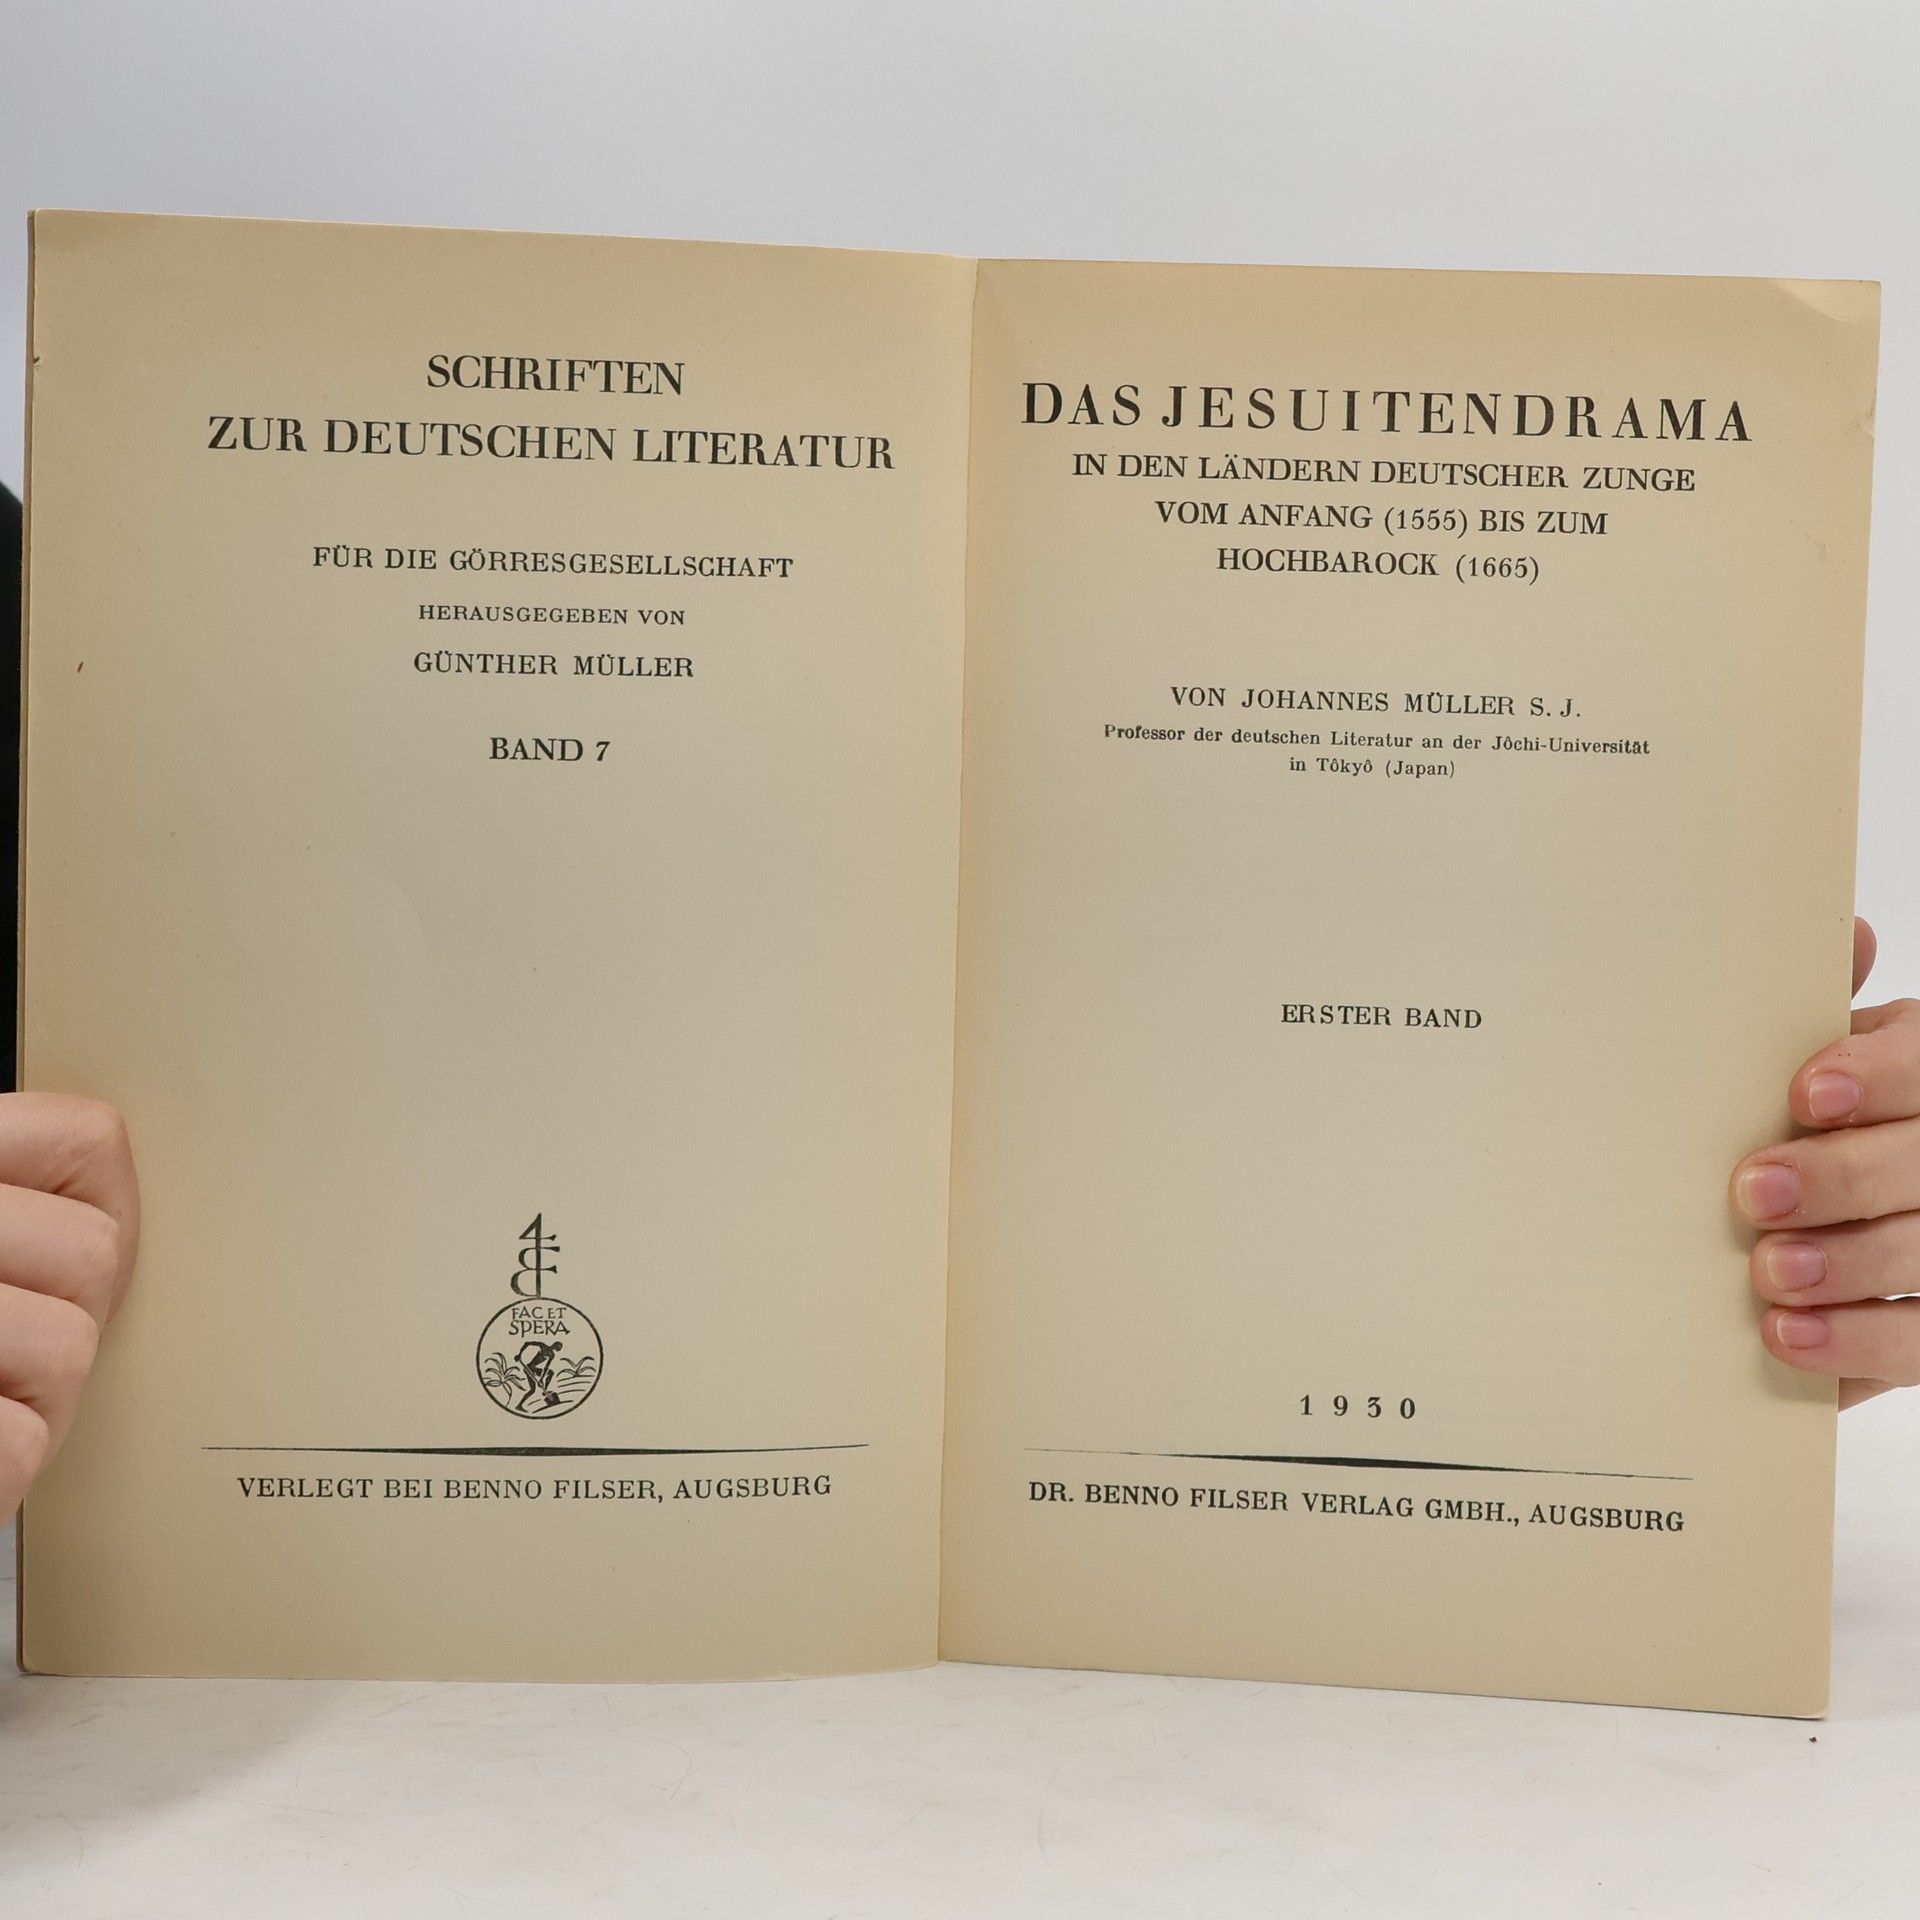 SCHRIFTEN
ZUR DEUTSCHEN LITERATUR
FÜR DIE GÖRRESGESELLSCHAFT
HERAUSGEGEBEN VON
GÜNTHER MÜLLER
BAND 7
FAC ET
SPERA
VERLEGT BEI BENNO FILSER, AUGSBURG
DAS JESUITENDRAMA
IN DEN LÄNDERN DEUTSCHER ZUNGE
VOM ANFANG (1555) BIS ZUM
HOCHBAROCK (1665)
VON JOHANNES MÜLLER S. J.
Professor der deutschen Literatur an der Jôchi-Universität
in Tôkyô (Japan)
ERSTER BAND
1930
DR. BENNO FILSER VERLAG GMBH., AUGSBURG